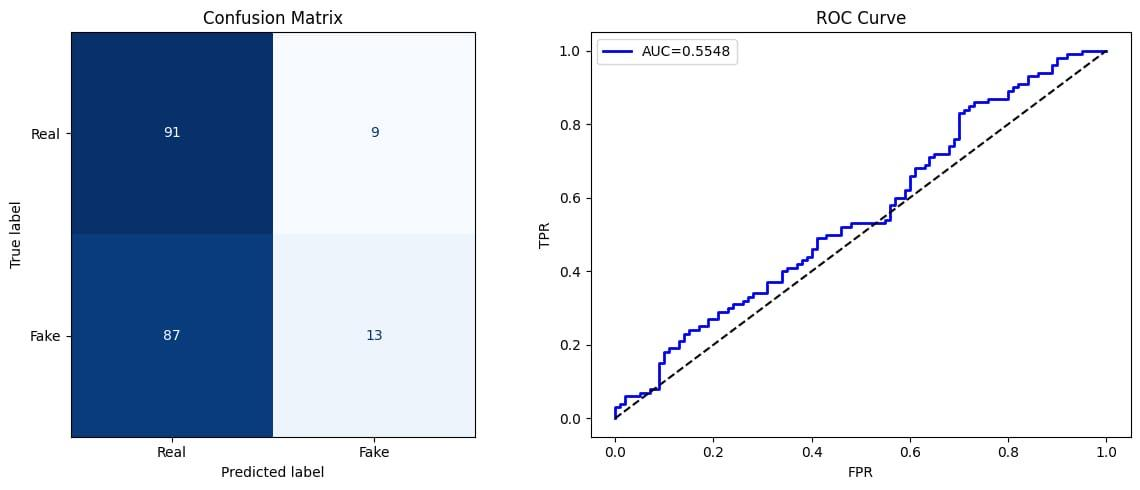 Confusion Matrix
True label
Real
Fake
91
9
87
13
Real
Fake
Predicted label
ROC Curve
AUC=0.5548
TPR
1.0
0.8
0.6
0.4
0.2
0.0
0.0
0.2
0.4
0.6
0.8
1.0
FPR